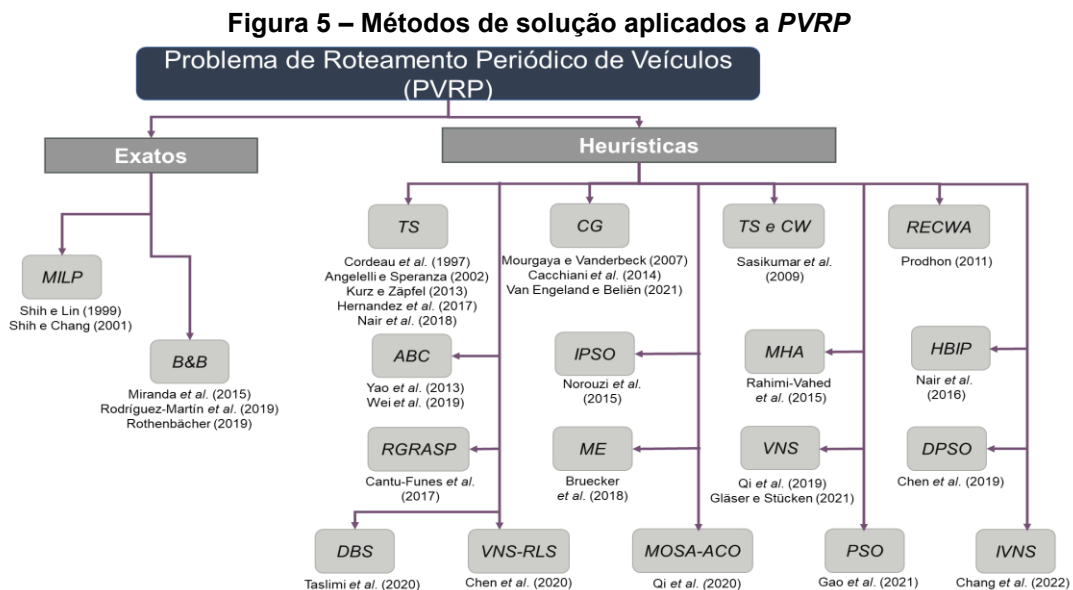 Figura 5 – Métodos de solução aplicados a PVRP
Problema de Roteamento Periódico de Veículos
(PVRP)
Exatos
Heurísticas
MILP
Shih e Lin (1999)
Shih e Chang (2001)
B&B
Miranda et al. (2015)
Rodríguez-Martín et al. (2019)
Rothenbächer (2019)
TS
Cordeau et al. (1997)
Angelelli e Speranza (2002)
Kurz e Zäpfel (2013)
Hernandez et al. (2017)
Nair et al. (2018)
CG
Mourgaya e Vanderbeck (2007)
Cacchiani et al. (2014)
Van Engeland e Beliën (2021)
TS e CW
Sasikumar et al.
(2009)
RECWA
Prodhon (2011)
ABC
Yao et al. (2013)
Wei et al. (2019)
IPSO
Norouzi et al.
(2015)
MHA
Rahimi-Vahed
et al. (2015)
HBIP
Nair et al.
(2016)
RGRASP
Cantu-Funes et al.
(2017)
ME
Bruecker
et al. (2018)
VNS
Qi et al. (2019)
Gläser e Stücken (2021)
DPSO
Chen et al. (2019)
DBS
Taslimi et al. (2020)
VNS-RLS
Chen et al. (2020)
MOSA-ACO
Qi et al. (2020)
PSO
Gao et al. (2021)
IVNS
Chang et al. (2022)